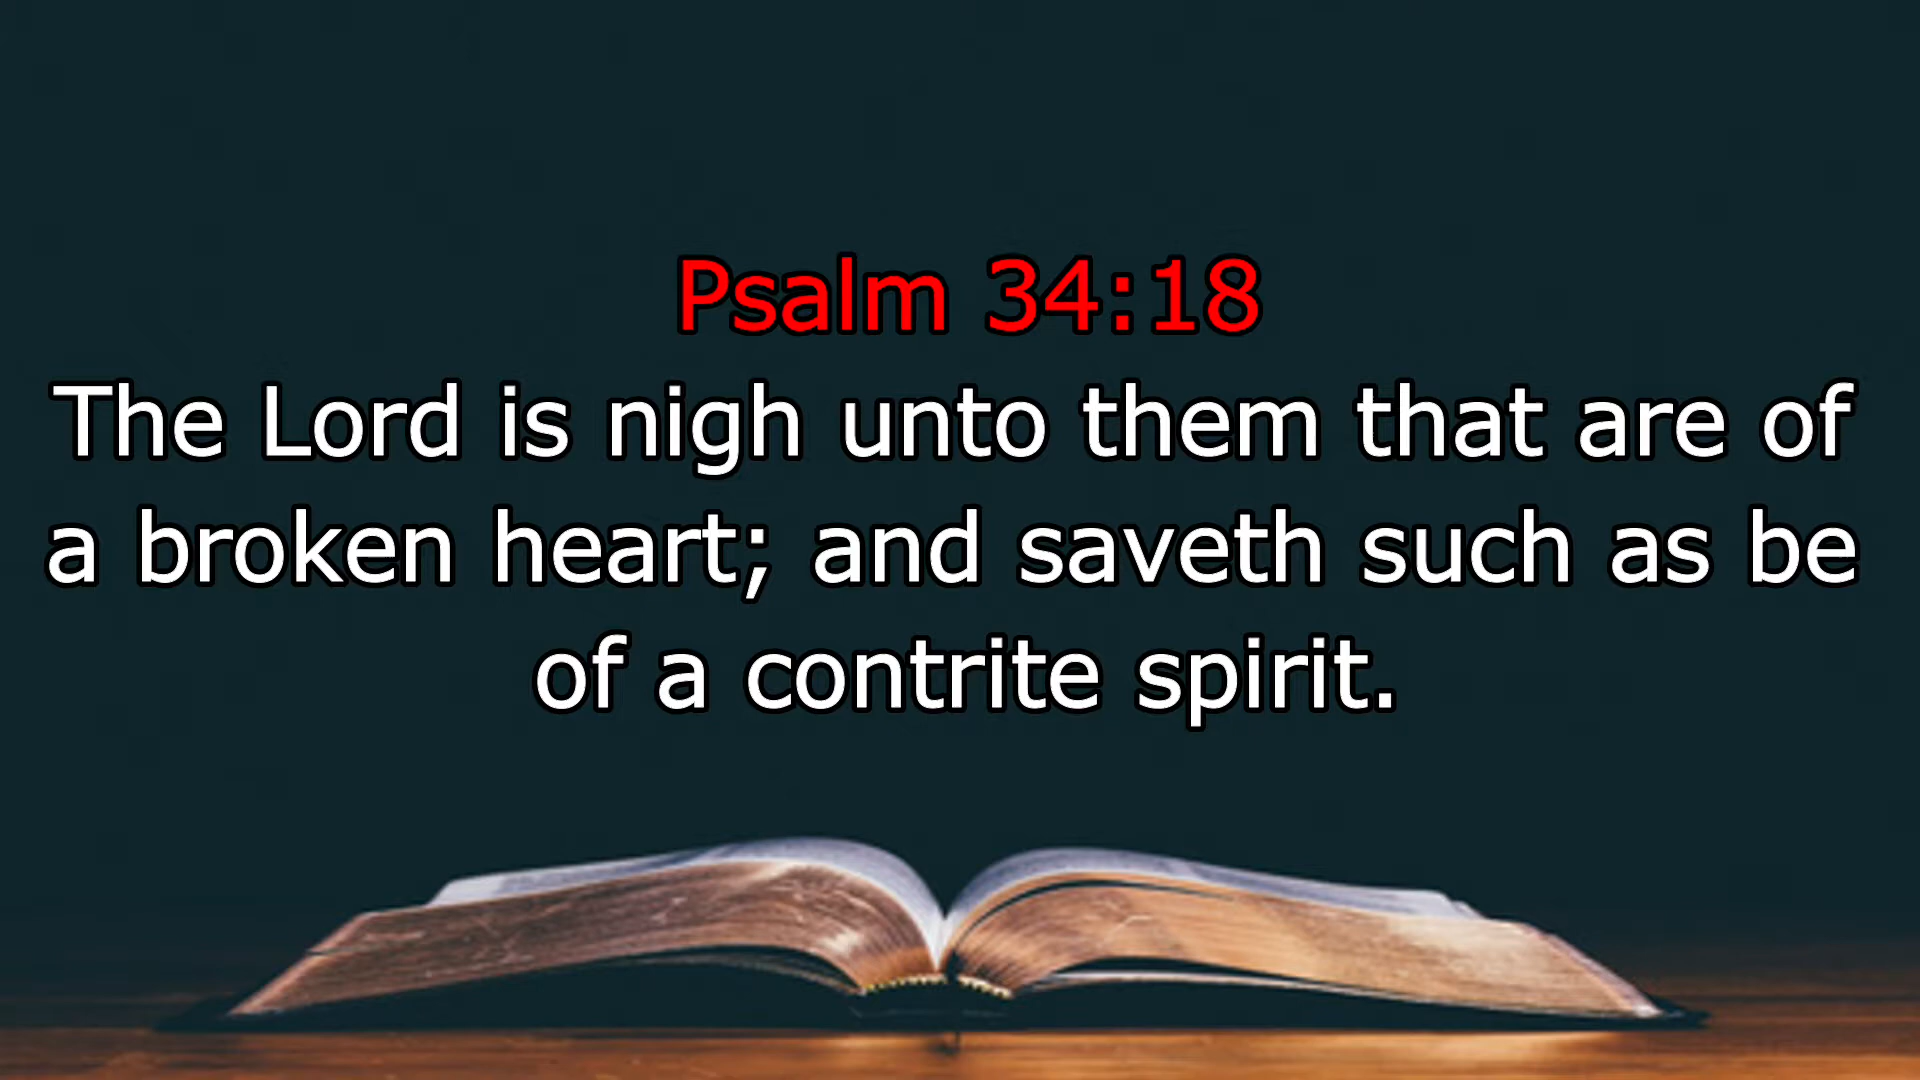 Psalm 34:18
The Lord is nigh unto them that are of
a broken heart; and saveth such as be
of a contrite spirit.